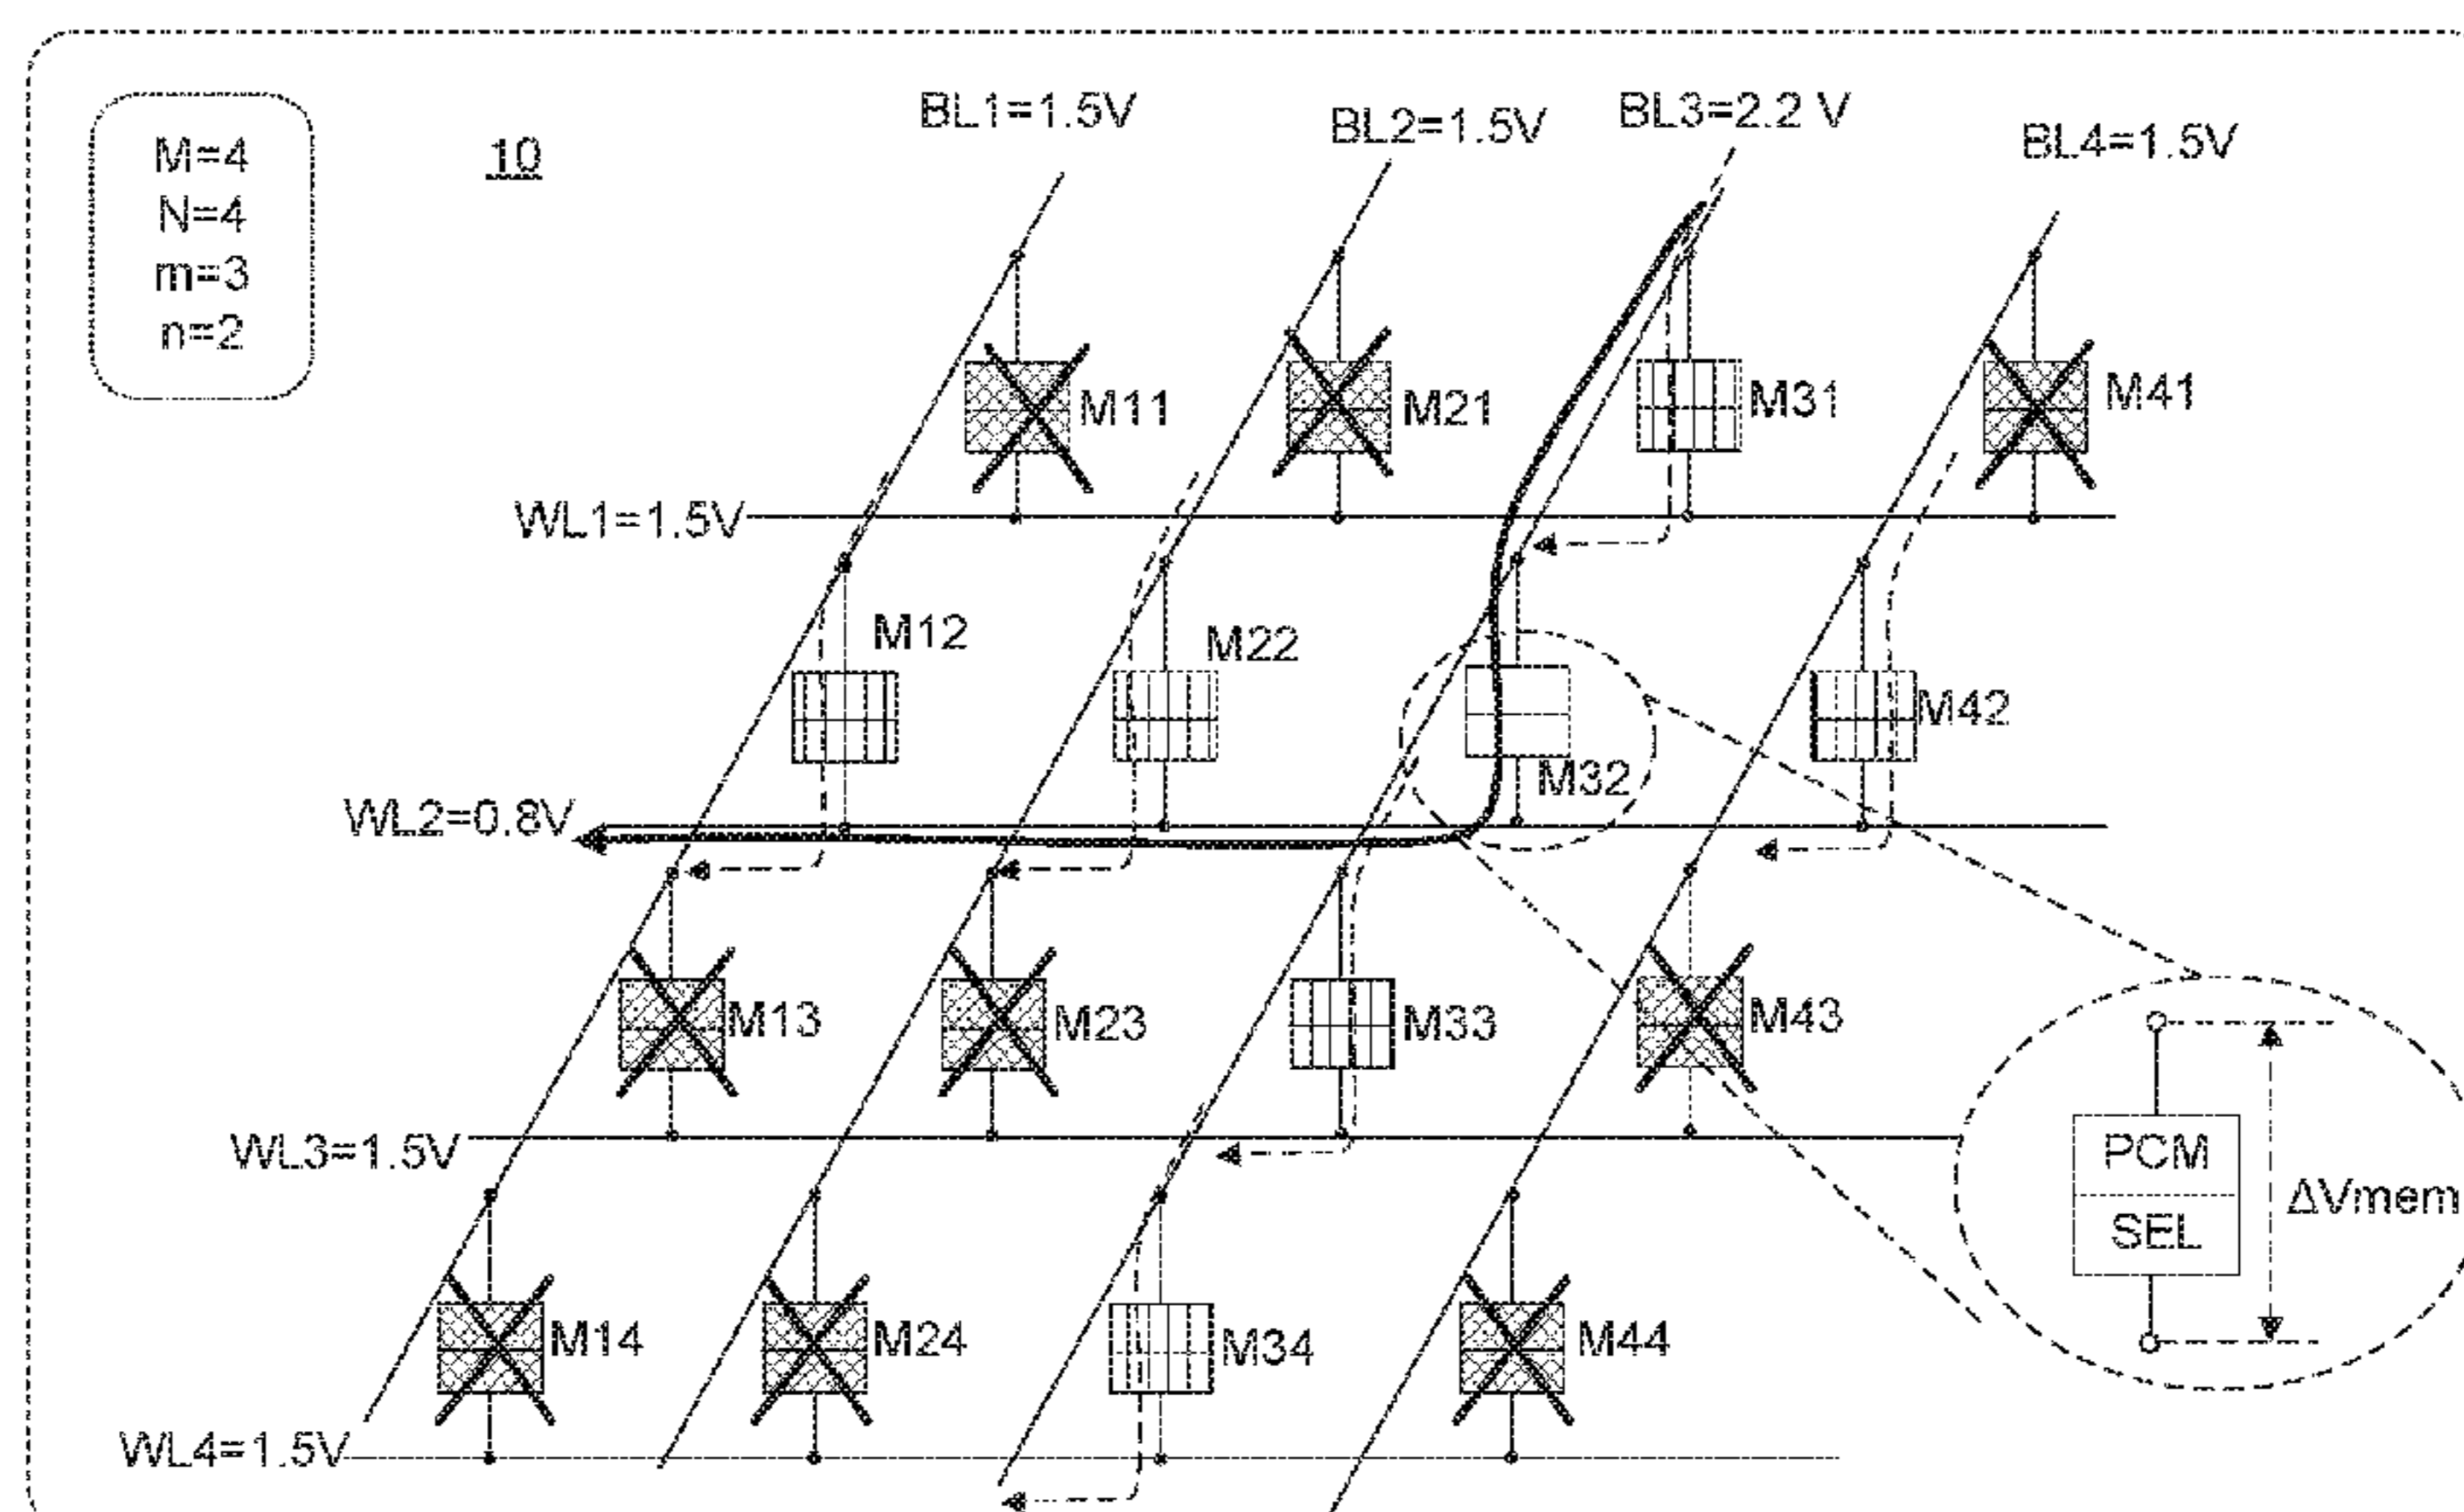 BL1=1.5V
BL2=1.5V
BL3=2.2 V
BL4=1.5V
M=4
N=4
m=3
n=2
10
M11
M21
M31
M41
WL1=1.5V
M12
M22
M32
M42
WL2=0.8V
M13
M23
M33
M43
WL3=1.5V
PCM
SEL
ΔVmem
M14
M24
M34
M44
WL4=1.5V